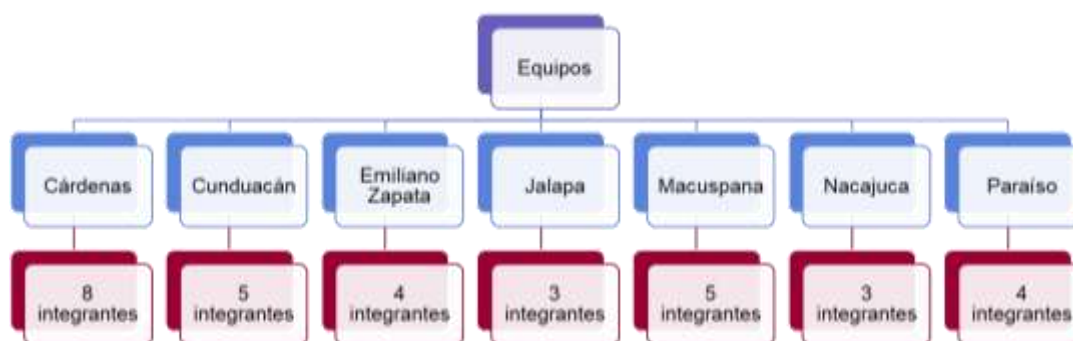 Equipos
Cárdenas
Cunduacán
Emiliano
Zapata
Jalapa
Macuspana
Nacajuca
Paraíso
8
integrantes
5
integrantes
4
integrantes
3
integrantes
5
integrantes
3
integrantes
4
integrantes